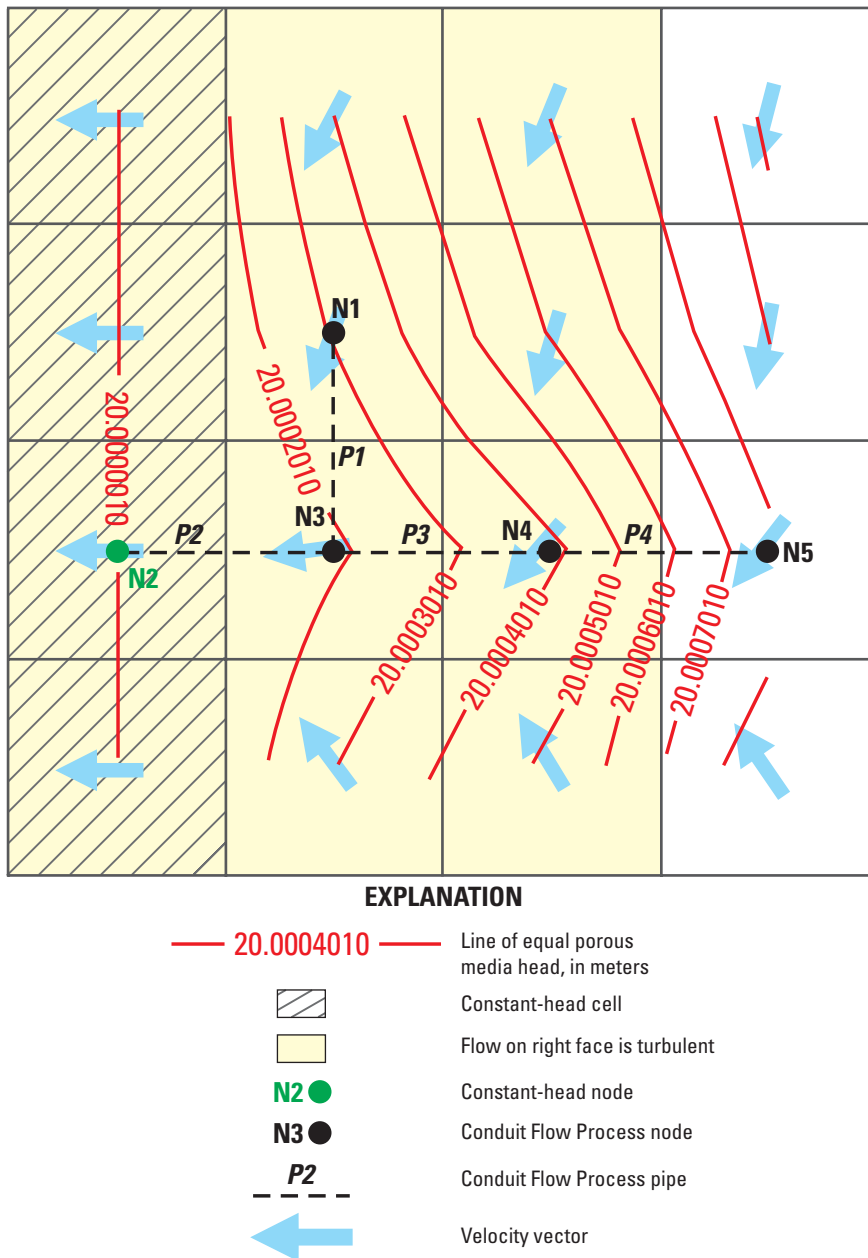 N1
20.0002010
20.0000010
P1
N3
P2
P3
N4
P4
N2
N5
20.0003010
20.0004010
20.0005010
20.0006010
20.0007010
EXPLANATION
20.0004010
Line of equal porous
media head, in meters
Constant-head cell
Flow on right face is turbulent
N2
Constant-head node
N3
Conduit Flow Process node
P2
Conduit Flow Process pipe
Velocity vector